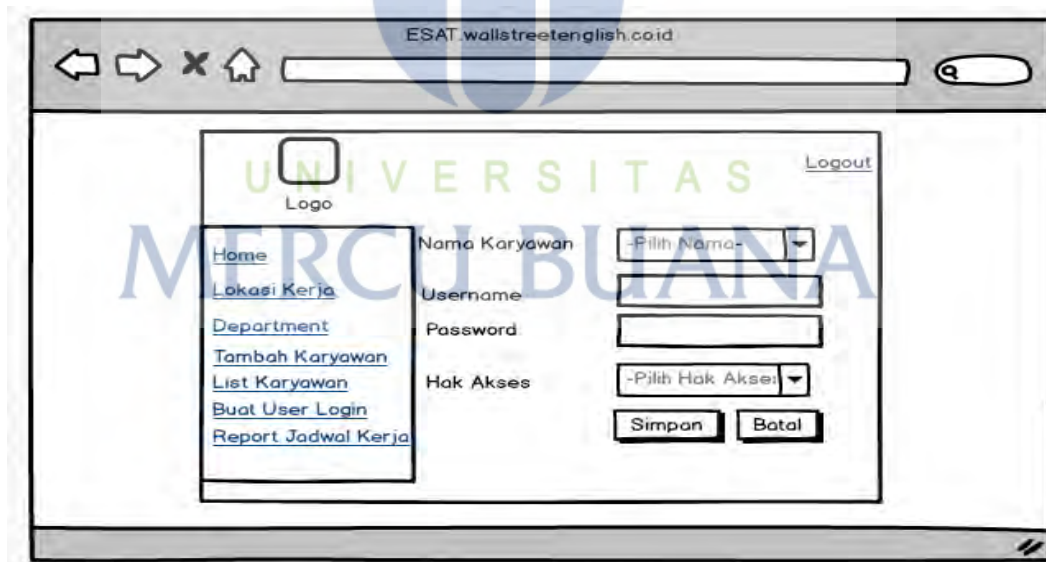 ESAT.wallstreetenglish.co.id
UNIVERSITAS
MERCU BUANA
Logo
Logout
Home
Lokasi Kerja
Department
Tambah Karyawan
List Karyawan
Buat User Login
Report Jadwal Kerja
Nama Karyawan -Pilih Nama-
Username
Password
Hak Akses -Pilih Hak Akses
Simpan Batal